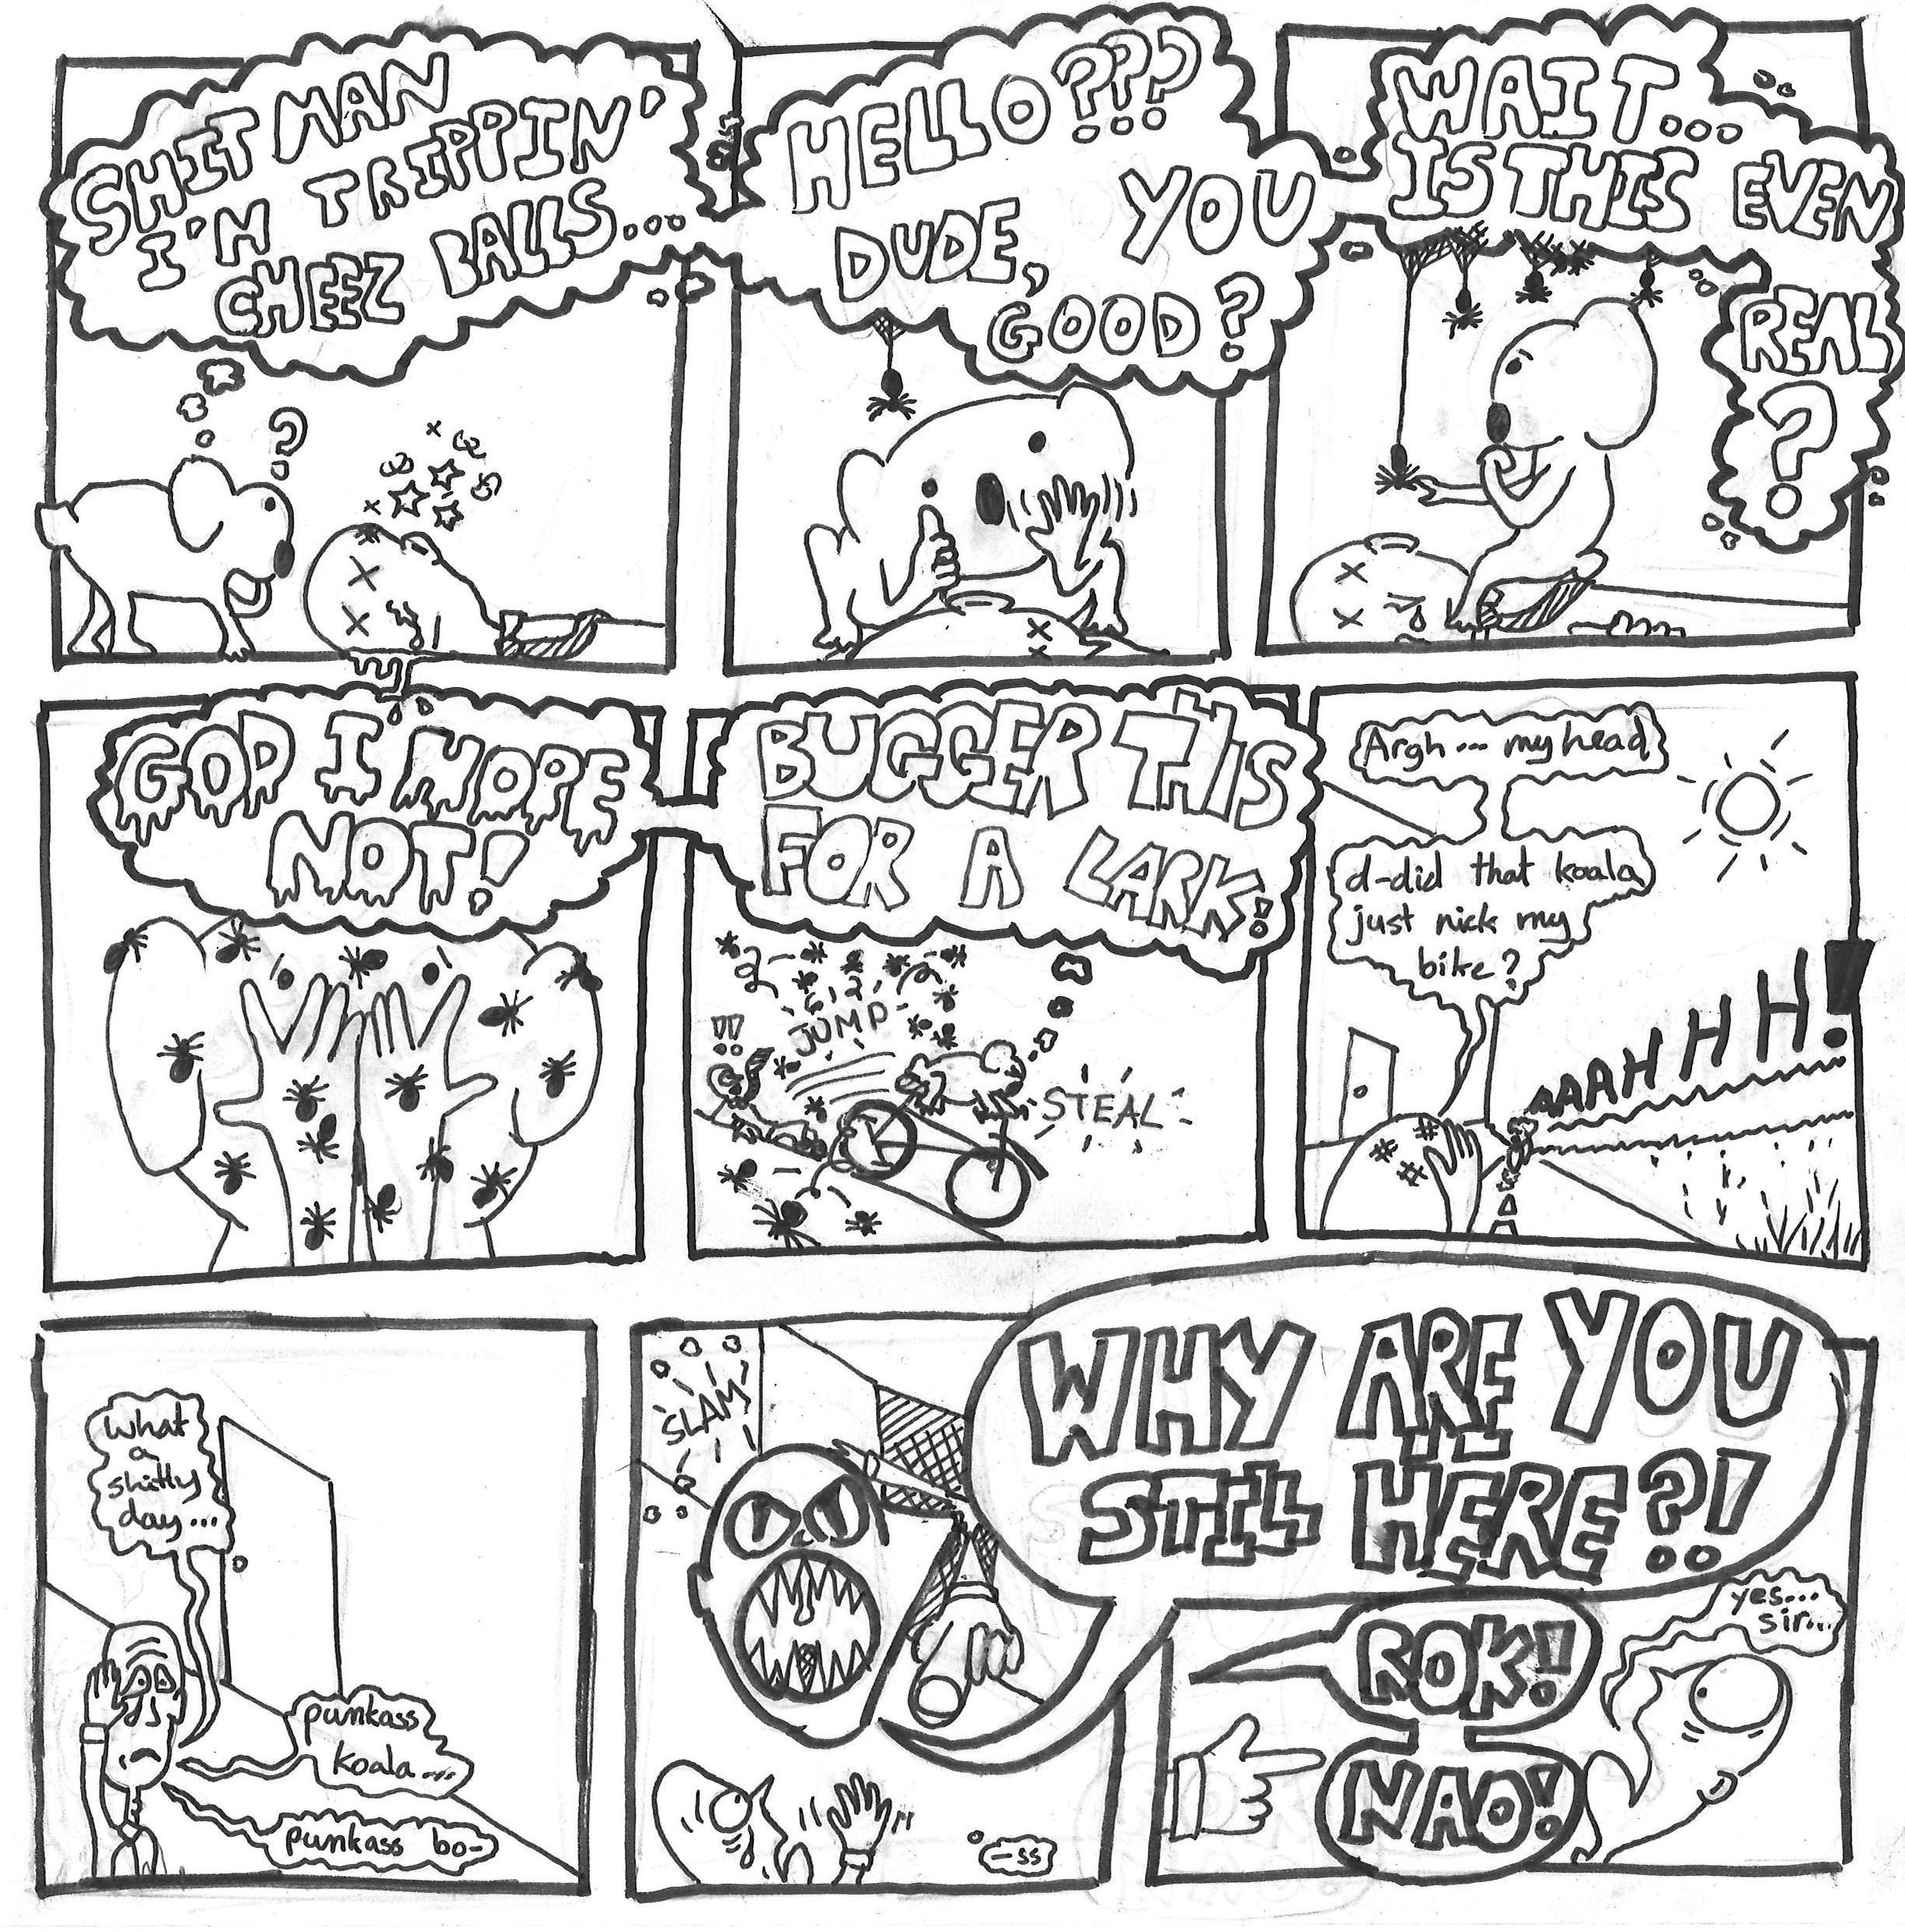 SHIT MAN
I'M TRIPPIN'
CHEEZ BALLS...
?
HELLO???
DUDE, YOU
GOOD?
WAIT...
IS THIS EVEN
REAL
?
GOD I HOPE
NOT!
BUGGER THIS
FOR A LARK!
!!
JUMP
STEAL
Argh... my head
d-did that koala
just nick my
bike?
AAAHHHH!
What
a
shitty
day...
punkass
koala...
punkass bo-
SLAM
WHY ARE YOU
STILL HERE?!
-ss
ROK!
NAO!
yes...
sir...